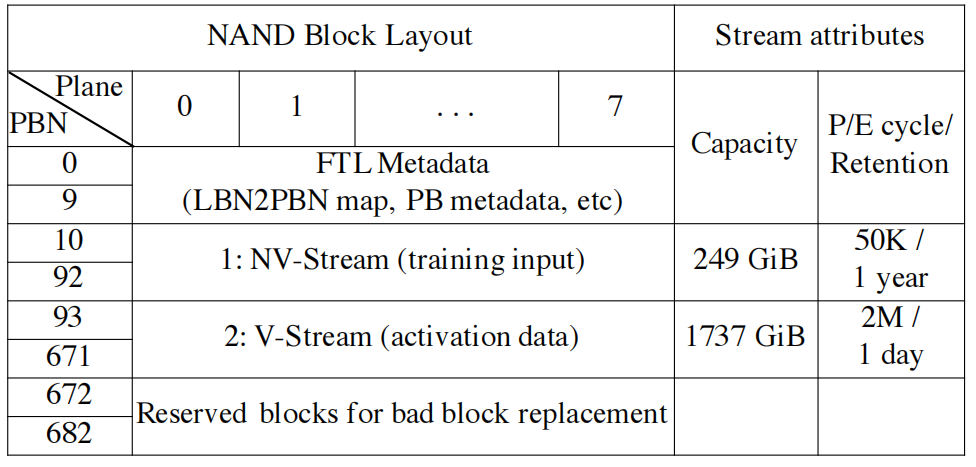 NAND Block Layout
Stream attributes
Plane
PBN
0
1
...
7
Capacity
P/E cycle/
Retention
0
9
FTL Metadata
(LBN2PBN map, PB metadata, etc)
10
92
1: NV-Stream (training input)
249 GiB
50K /
1 year
93
671
2: V-Stream (activation data)
1737 GiB
2M /
1 day
672
682
Reserved blocks for bad block replacement